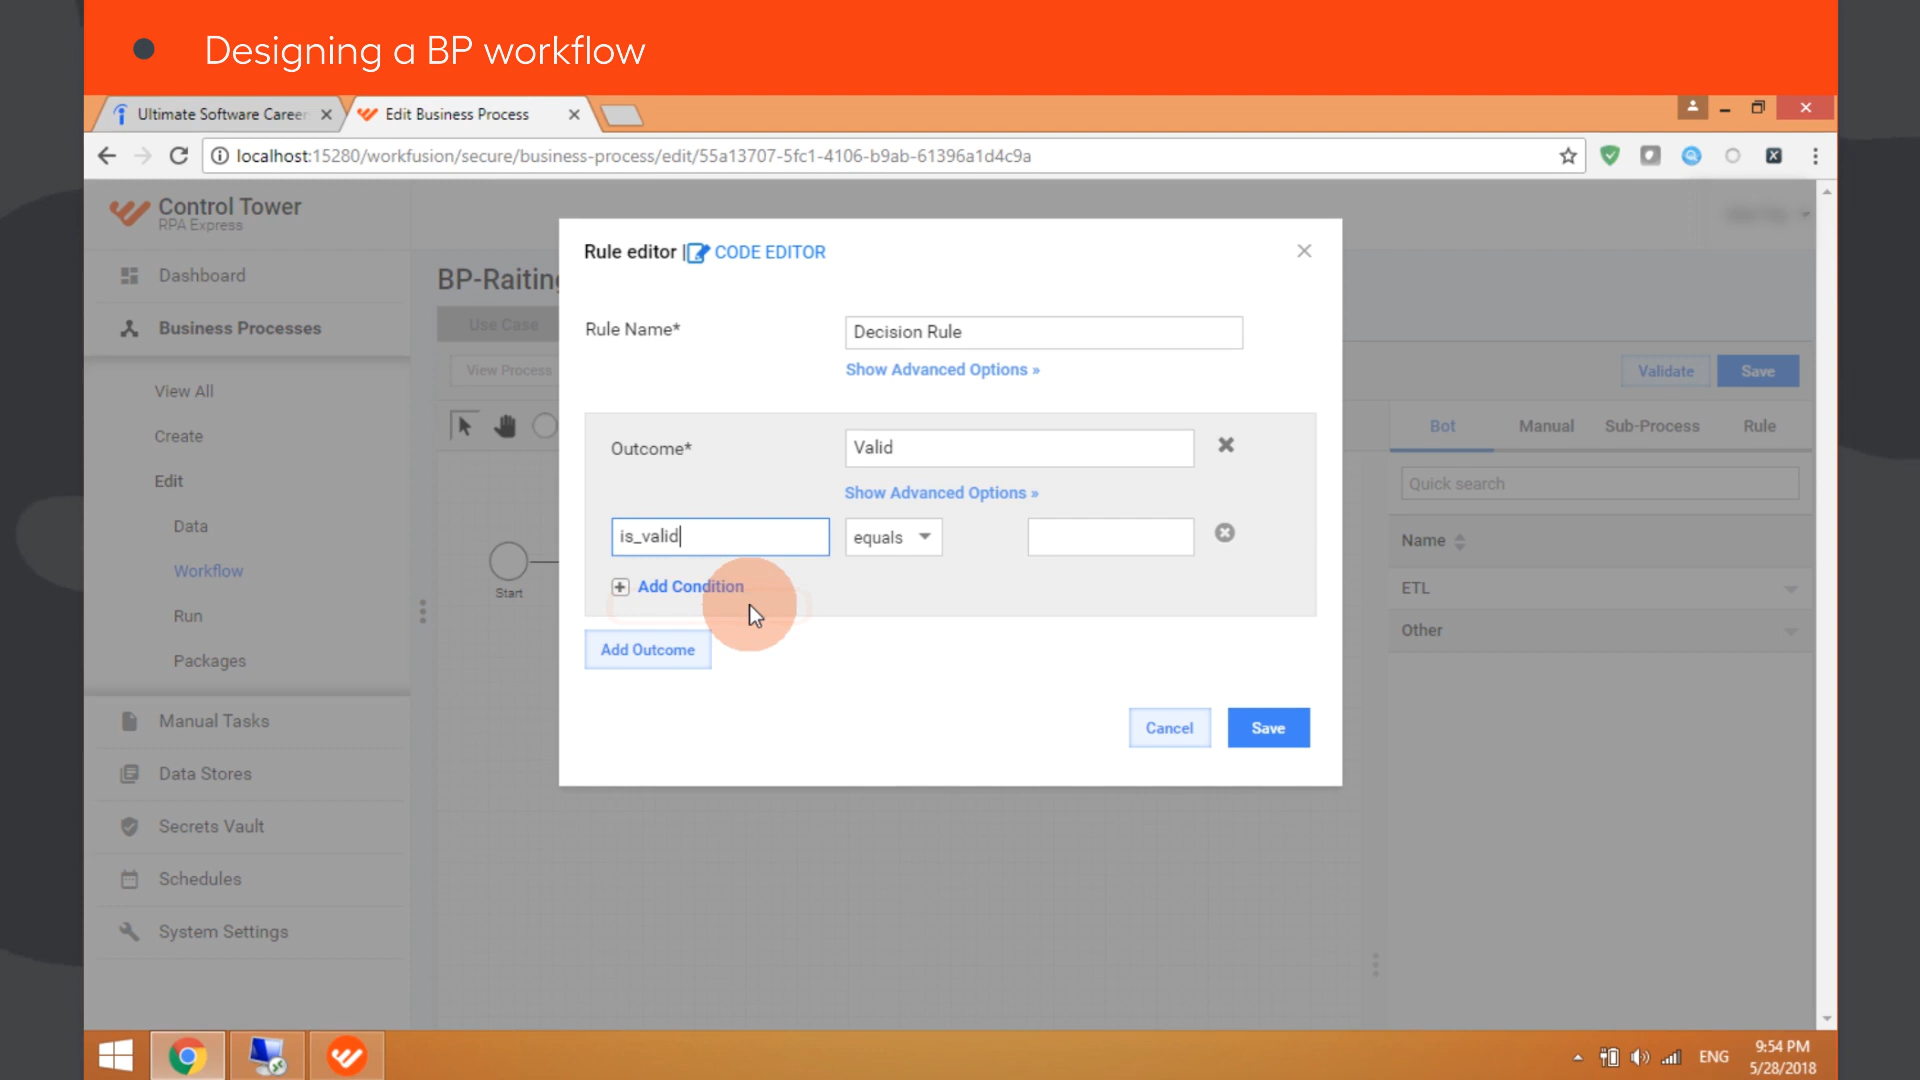 Designing a BP workflow
Ultimate Software Career
Edit Business Process
localhost:15280/workfusion/secure/business-process/edit/55a13707-5fc1-4106-b9ab-61396a1d4c9a
Control Tower
RPA Express
Dashboard
Business Processes
View All
Create
Edit
Data
Workflow
Run
Packages
Manual Tasks
Data Stores
Secrets Vault
Schedules
System Settings
BP-Raiting
Use Case
View Process
Validate
Save
Start
Bot
Manual
Sub-Process
Rule
Quick search
Name
ETL
Other
Rule editor | CODE EDITOR
Rule Name*
Decision Rule
Show Advanced Options »
Outcome*
Valid
Show Advanced Options »
is_valid
equals
Add Condition
Add Outcome
Cancel
Save
ENG
9:54 PM
5/28/2018